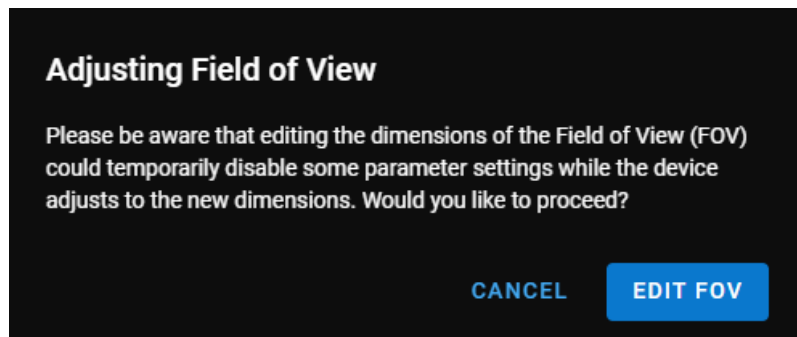 Adjusting Field of View
Please be aware that editing the dimensions of the Field of View (FOV)
could temporarily disable some parameter settings while the device
adjusts to the new dimensions. Would you like to proceed?
CANCEL EDIT FOV